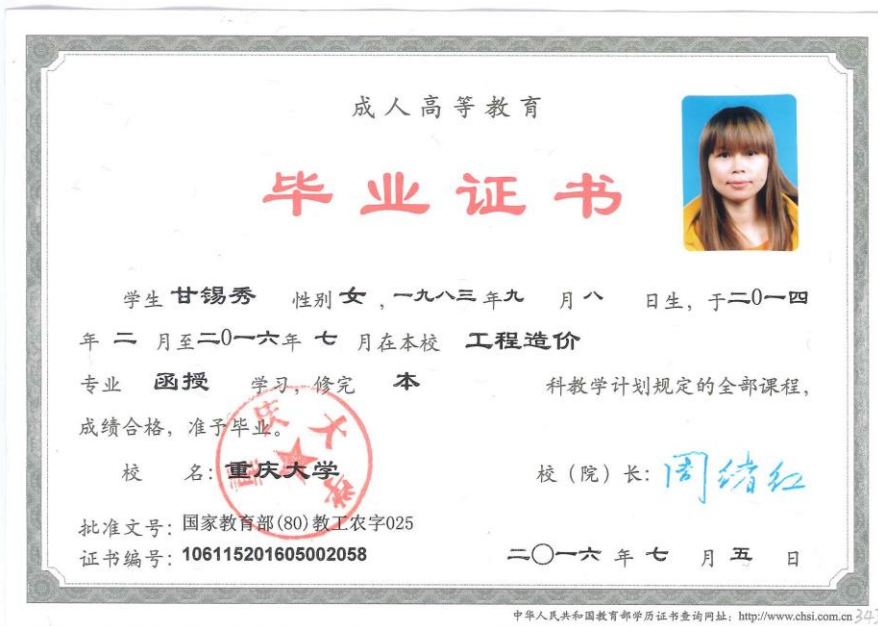 成人高等教育
毕业证书
学生 甘锡秀 性别 女 , 一九八三 年 九 月 八 日生, 于二0一四
年 二 月至二0一六年 七 月在本校 工程造价
专业 函授 学习, 修完 本 科教学计划规定的全部课程,
成绩合格, 准予毕业。
重庆大学
校 名: 重庆大学 校(院)长: 周绪红
批准文号: 国家教育部(80)教工农字025
证书编号: 106115201605002058 二〇一六 年 七 月 五 日
中华人民共和国教育部学历证书查询网址: http://www.chsi.com.cn 343